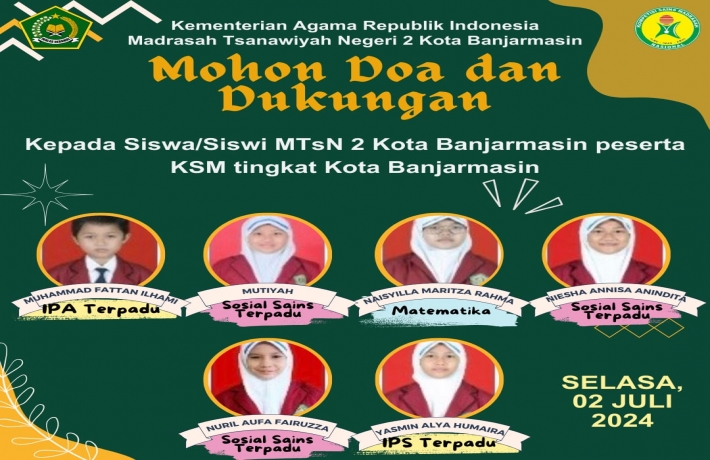 Kementerian Agama Republik Indonesia
Madrasah Tsanawiyah Negeri 2 Kota Banjarmasin
Mohon Doa dan
Dukungan
Kepada Siswa/Siswi MTsN 2 Kota Banjarmasin peserta
KSM tingkat Kota Banjarmasin
MUHAMMAD FATTAN ILHAMI
IPA Terpadu
MUTIYAH
Sosial Sains
Terpadu
NAISYILLA MARITZA RAHMA
Matematika
NIESHA ANNISA ANINDITA
Sosial Sains
Terpadu
NURIL AUFA FAIRUZZA
Sosial Sains
Terpadu
YASMIN ALYA HUMAIRA
IPS Terpadu
SELASA,
02 JULI
2024